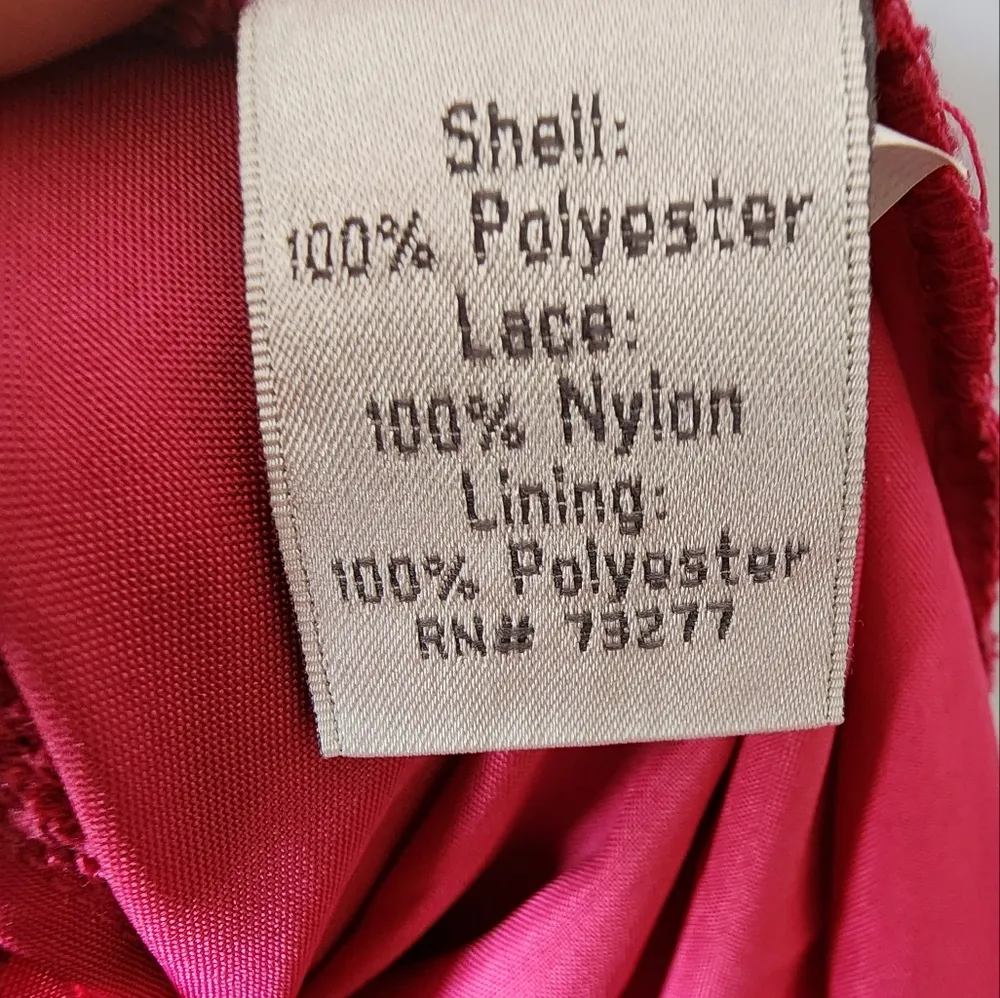 Shell:
100% Polyester
Lace:
100% Nylon
Lining:
100% Polyester
RN# 73277